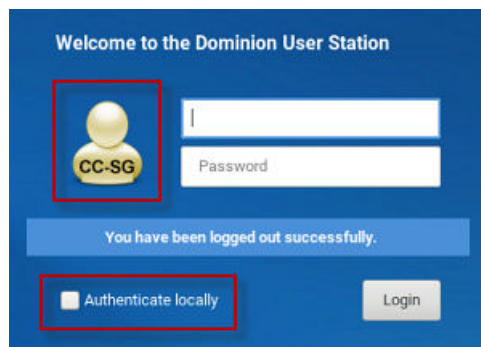 Welcome to the Dominion User Station
CC-SG
Password
You have been logged out successfully.
Authenticate locally
Login